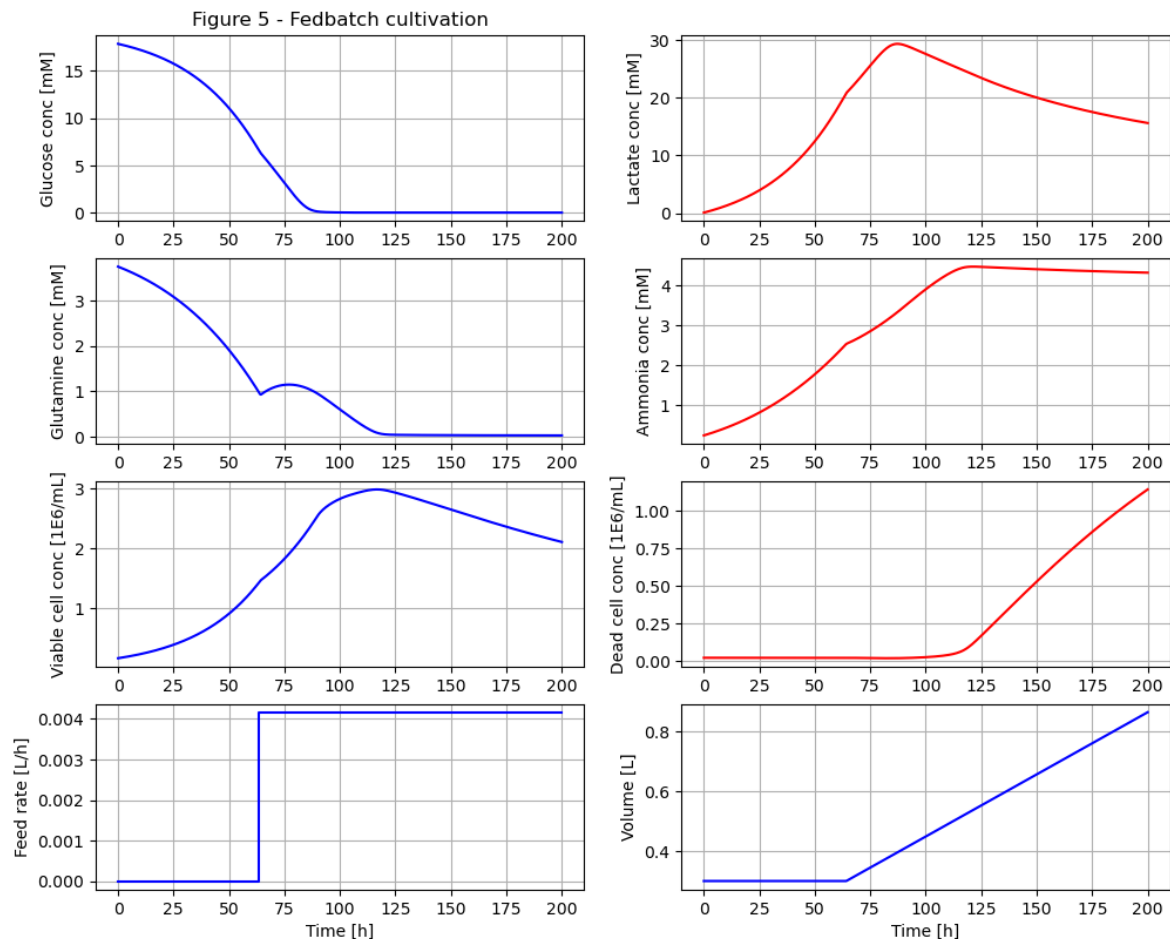 Figure 5 - Fedbatch cultivation
Glucose conc [mM]
15
10
5
0
0 25 50 75 100 125 150 175 200
Lactate conc [mM]
30
20
10
0
0 25 50 75 100 125 150 175 200
Glutamine conc [mM]
3
2
1
0
0 25 50 75 100 125 150 175 200
Ammonia conc [mM]
4
3
2
1
0 25 50 75 100 125 150 175 200
Viable cell conc [1E6/mL]
3
2
1
0 25 50 75 100 125 150 175 200
Dead cell conc [1E6/mL]
1.00
0.75
0.50
0.25
0.00
0 25 50 75 100 125 150 175 200
Feed rate [L/h]
0.004
0.003
0.002
0.001
0.000
0 25 50 75 100 125 150 175 200
Time [h]
Volume [L]
0.8
0.6
0.4
0 25 50 75 100 125 150 175 200
Time [h]